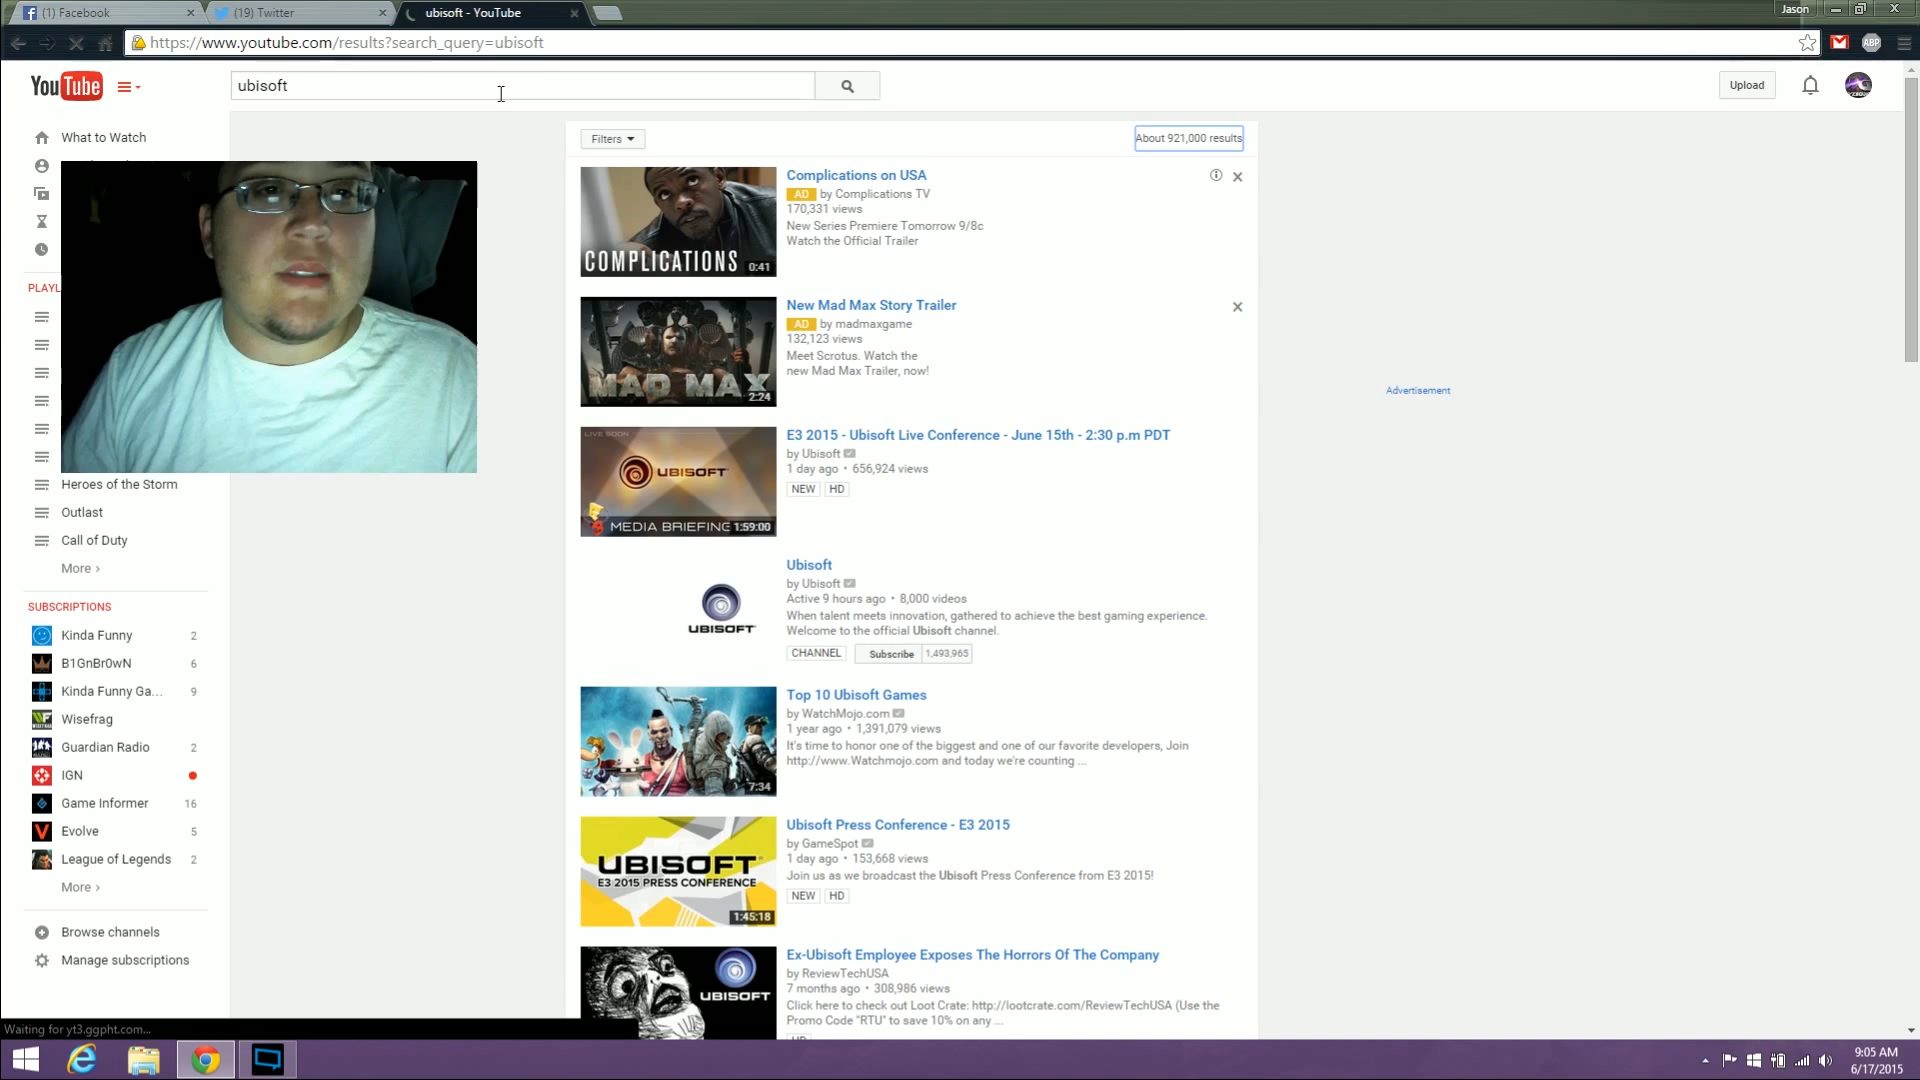 (1) Facebook
(19) Twitter
ubisoft - YouTube
Jason
https://www.youtube.com/results?search_query=ubisoft
ABP
YouTube
ubisoft
Upload
What to Watch
PLAYL
Heroes of the Storm
Outlast
Call of Duty
More ›
SUBSCRIPTIONS
Kinda Funny 2
B1GnBr0wN 6
Kinda Funny Ga... 9
Wisefrag
Guardian Radio 2
IGN
Game Informer 16
Evolve 5
League of Legends 2
More ›
Browse channels
Manage subscriptions
Filters
About 921,000 results
COMPLICATIONS
0:41
Complications on USA
AD by Complications TV
170,331 views
New Series Premiere Tomorrow 9/8c
Watch the Official Trailer
MAD MAX
2:24
New Mad Max Story Trailer
AD by madmaxgame
132,123 views
Meet Scrotus. Watch the
new Mad Max Trailer, now!
LIVE SOON
UBISOFT
E3
MEDIA BRIEFING
1:59:00
E3 2015 - Ubisoft Live Conference - June 15th - 2:30 p.m PDT
by Ubisoft
1 day ago • 656,924 views
NEW HD
UBISOFT
Ubisoft
by Ubisoft
Active 9 hours ago • 8,000 videos
When talent meets innovation, gathered to achieve the best gaming experience.
Welcome to the official Ubisoft channel.
CHANNEL Subscribe 1,493,965
7:34
Top 10 Ubisoft Games
by WatchMojo.com
1 year ago • 1,391,079 views
It's time to honor one of the biggest and one of our favorite developers, Join
http://www.Watchmojo.com and today we're counting ...
UBISOFT
E3 2015 PRESS CONFERENCE
1:45:18
Ubisoft Press Conference - E3 2015
by GameSpot
1 day ago • 153,668 views
Join us as we broadcast the Ubisoft Press Conference from E3 2015!
NEW HD
UBISOFT
Ex-Ubisoft Employee Exposes The Horrors Of The Company
by ReviewTechUSA
7 months ago • 308,986 views
Click here to check out Loot Crate: http://lootcrate.com/ReviewTechUSA (Use the
Promo Code "RTU" to save 10% on any ...
HD
Advertisement
Waiting for yt3.ggpht.com...
9:05 AM
6/17/2015